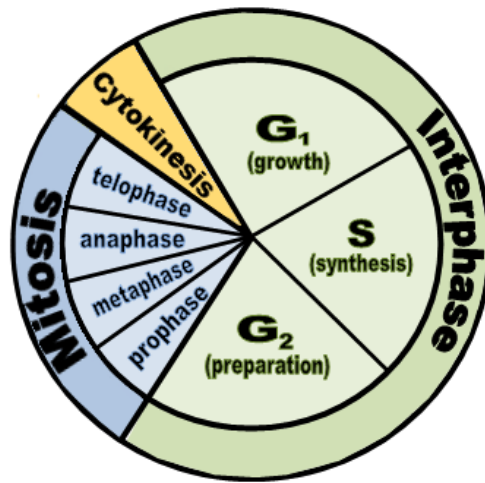 Interphase
G₁
(growth)
S
(synthesis)
G₂
(preparation)
Mitosis
prophase
metaphase
anaphase
telophase
Cytokinesis